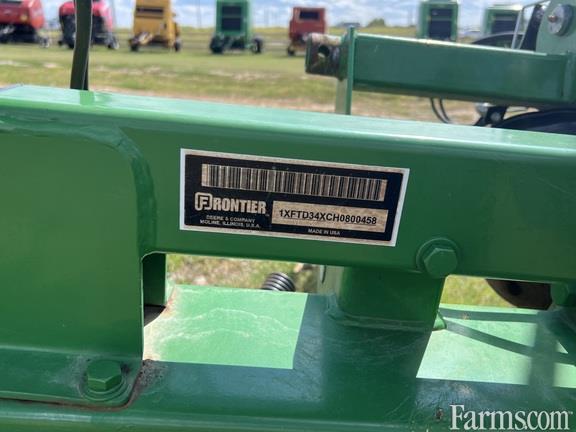 FRONTIER
DEERE & COMPANY
MOLINE, ILLINOIS, U.S.A.
1XFTD34XCH0800458
MADE IN USA
Farms.com